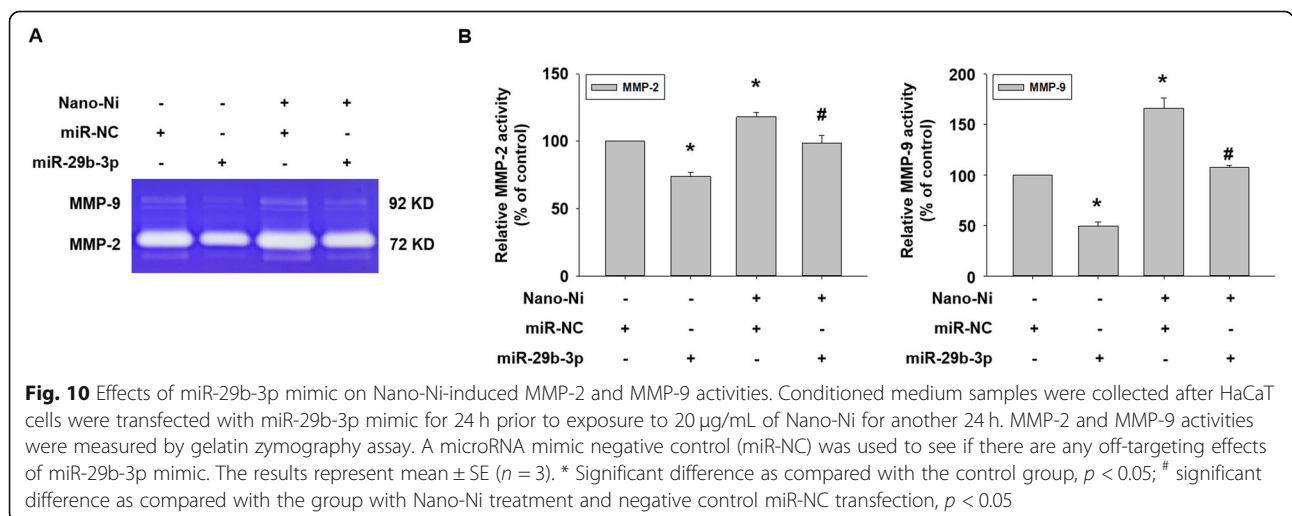 A
Nano-Ni - - + +
miR-NC + - + -
miR-29b-3p - + - +
MMP-9 92 KD
MMP-2 72 KD
B
Relative MMP-2 activity
(% of control)
150
100
50
0
MMP-2
* * #
Nano-Ni - - + +
miR-NC + - + -
miR-29b-3p - + - +
Relative MMP-9 activity
(% of control)
200
150
100
50
0
MMP-9
* * #
Nano-Ni - - + +
miR-NC + - + -
miR-29b-3p - + - +
Fig. 10 Effects of miR-29b-3p mimic on Nano-Ni-induced MMP-2 and MMP-9 activities. Conditioned medium samples were collected after HaCaT
cells were transfected with miR-29b-3p mimic for 24 h prior to exposure to 20 μg/mL of Nano-Ni for another 24 h. MMP-2 and MMP-9 activities
were measured by gelatin zymography assay. A microRNA mimic negative control (miR-NC) was used to see if there are any off-targeting effects
of miR-29b-3p mimic. The results represent mean ± SE (n = 3). * Significant difference as compared with the control group, p < 0.05; # significant
difference as compared with the group with Nano-Ni treatment and negative control miR-NC transfection, p < 0.05